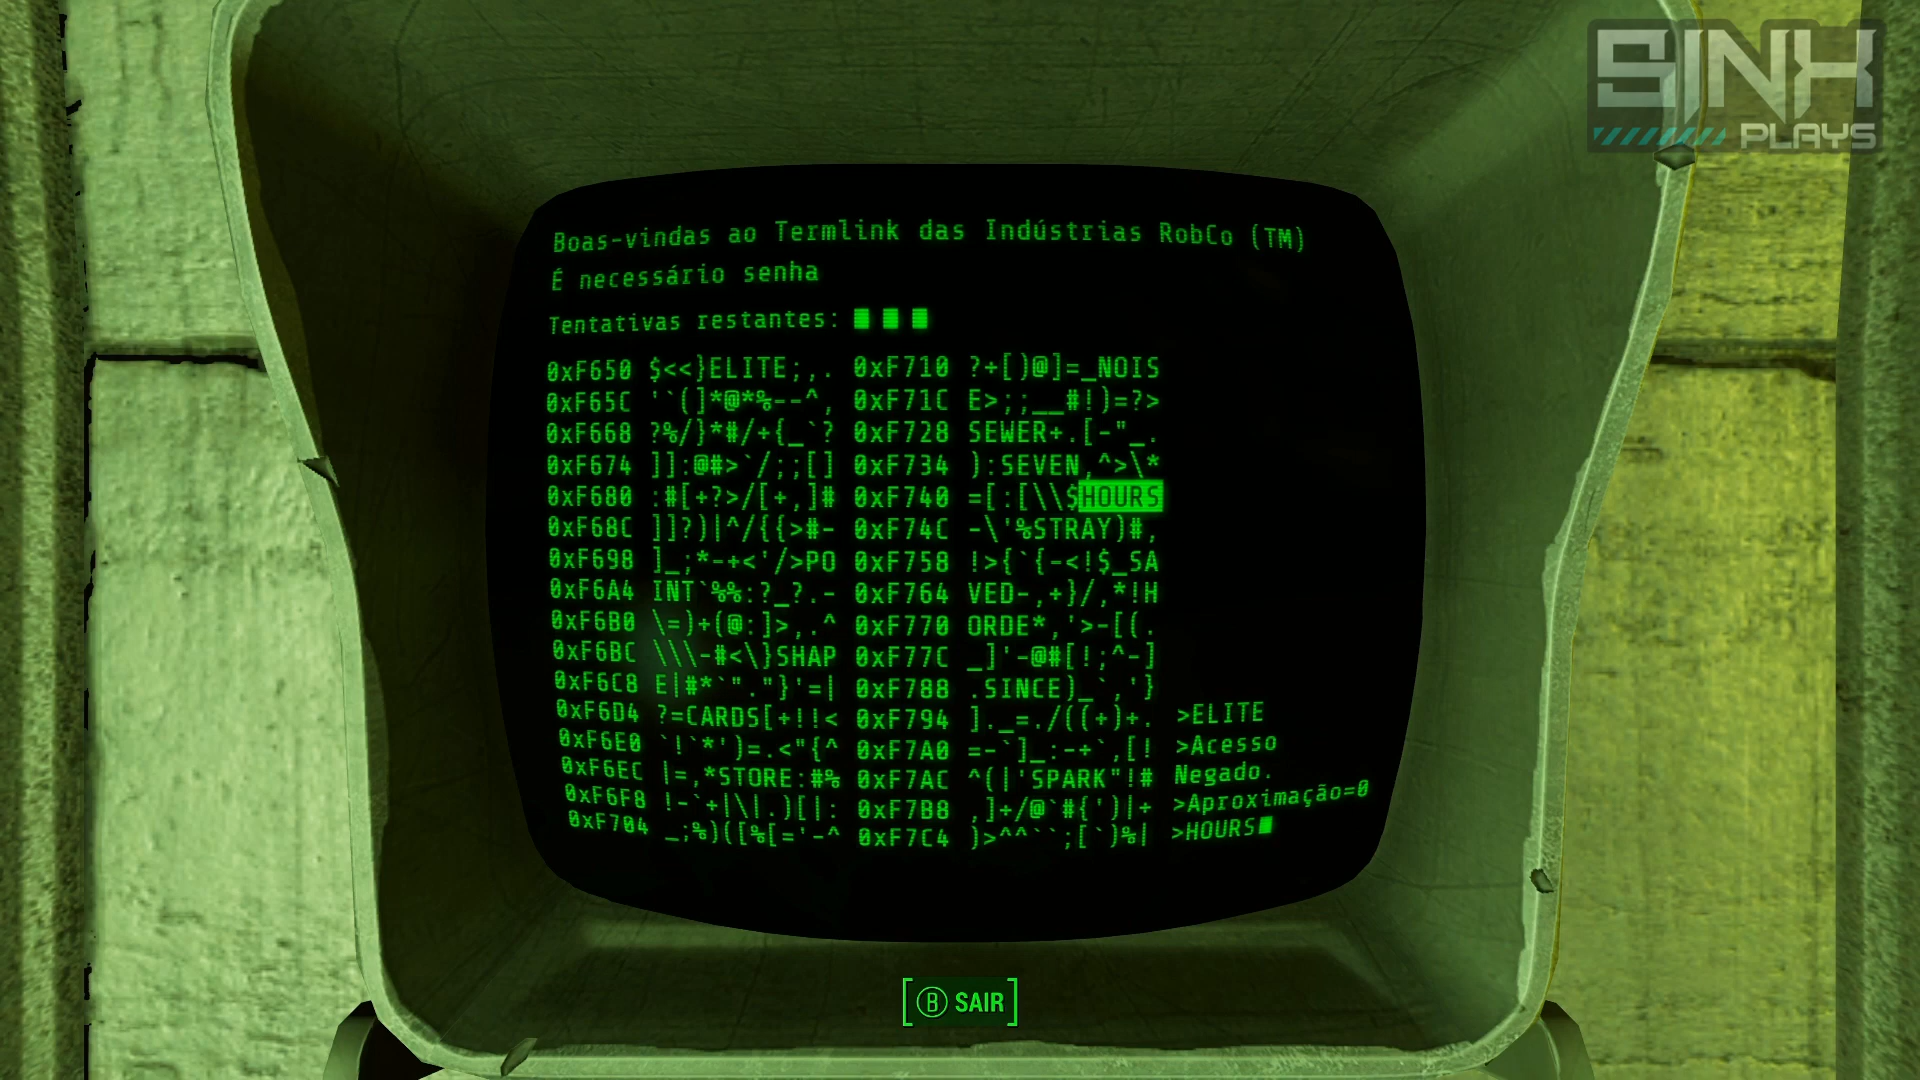 SINX
PLAYS
Boas-vindas ao Termlink das Indústrias RobCo (TM)
É necessário senha
Tentativas restantes: ■ ■ ■
0xF650 $<<}ELITE;,. 0xF710 ?+[)@]=_NOIS
0xF65C '`(]*@*%--^, 0xF71C E>;;__#!)=?>
0xF668 ?%/}*#/+{_`? 0xF728 SEWER+.[-"_.
0xF674 ]]:@#>`/;;[] 0xF734 ):SEVEN,^>\*
0xF680 :#[+?>/[+,]# 0xF740 =[:[\\$HOURS
0xF68C ]]?)|^/{{>#- 0xF74C -\'%STRAY)#,
0xF698 ]_;*-+<'/>PO 0xF758 !>{`{-<!$_SA
0xF6A4 INT`%%:?_?.- 0xF764 VED-,+}/,*!H
0xF6B0 \=)+(@:]>,.^ 0xF770 ORDE*,'>-[(.
0xF6BC \\\-#<\}SHAP 0xF77C _]'-@#[!;^-]
0xF6C8 E|#*`"."}'=| 0xF788 .SINCE)_`,'}
0xF6D4 ?=CARDS[+!!< 0xF794 ]._=./((+)+. >ELITE
0xF6E0 `!`*')=.<"{^ 0xF7A0 =-`]_:-+`,[! >Acesso
0xF6EC |=,*STORE:#% 0xF7AC ^(|'SPARK"!# Negado.
0xF6F8 !-`+|\|.)[|: 0xF7B8 ,]+/@`#{')|+ >Aproximação=0
0xF704 _;%)([%[='-^ 0xF7C4 )>^^``;[`)%| >HOURS■
B SAIR